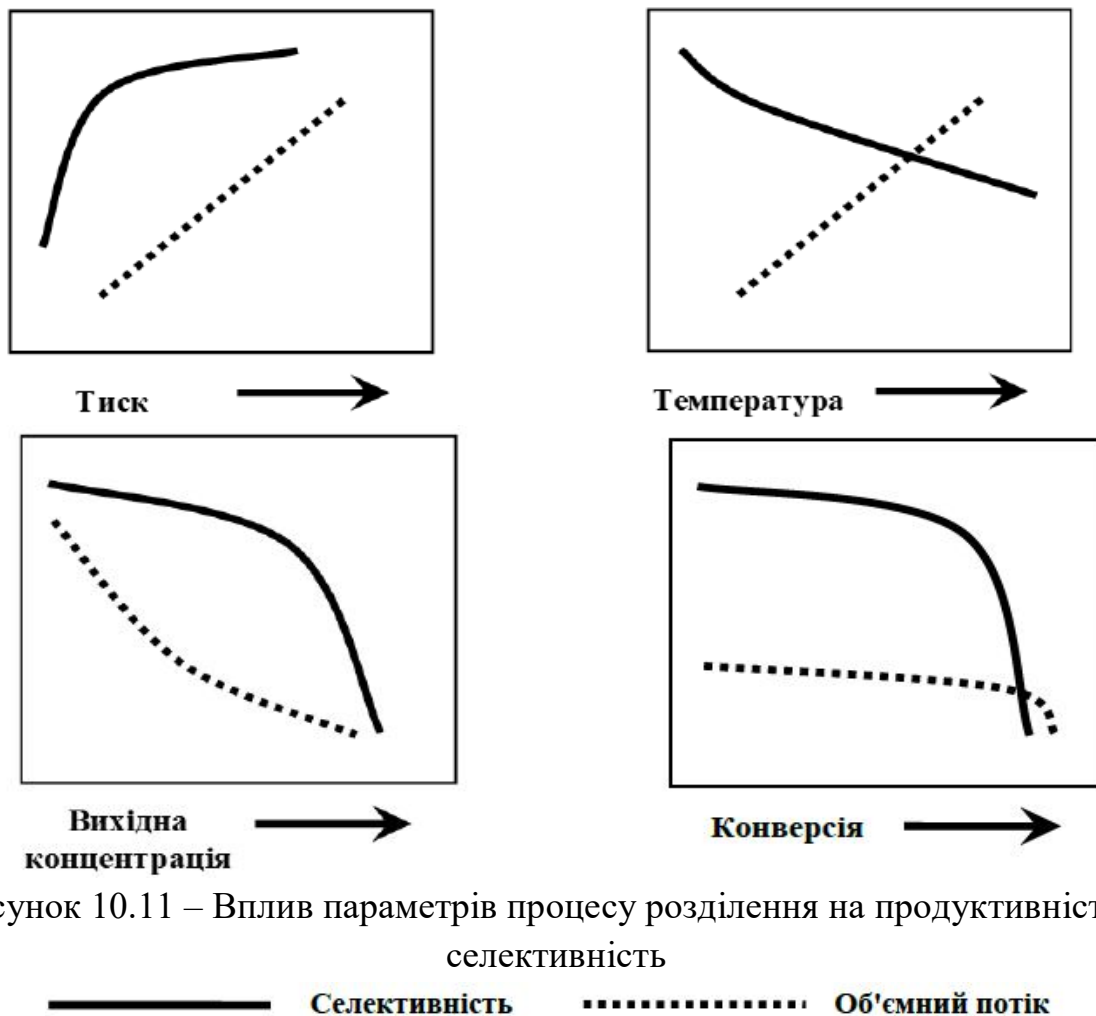 Тиск
Температура
Вихідна
концентрація
Конверсія
10.11 – Вплив параметрів процесу розділення на
селективність
Селективність
Об'ємний потік